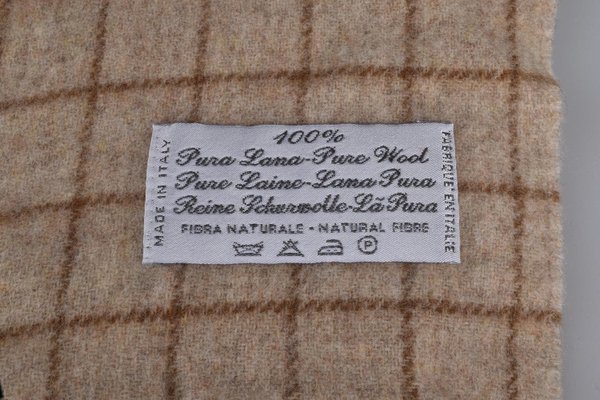 100%
Pura Lana-Pure Wool
Pure Laine-Lana Pura
Reine Schurwolle-Lã Pura
FIBRA NATURALE - NATURAL FIBRE
P
MADE IN ITALY
FABRIQUÉ EN ITALIE